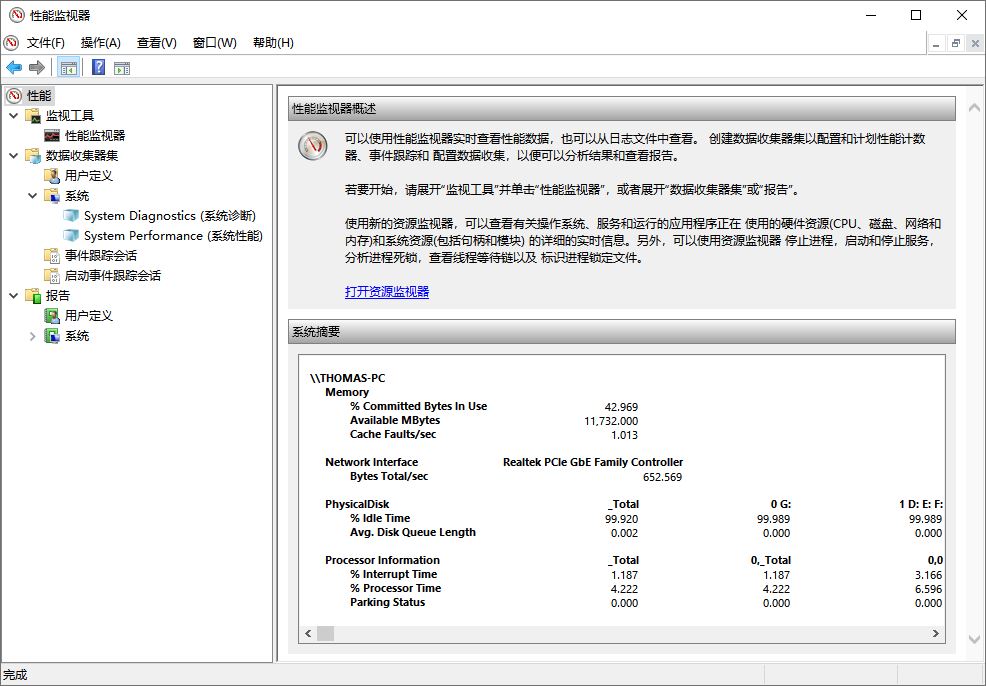 性能监视器
文件(F) 操作(A) 查看(V) 窗口(W) 帮助(H)
性能
监视工具
性能监视器
数据收集器集
用户定义
系统
System Diagnostics (系统诊断)
System Performance (系统性能)
事件跟踪会话
启动事件跟踪会话
报告
用户定义
系统
性能监视器概述
可以使用性能监视器实时查看性能数据，也可以从日志文件中查看。 创建数据收集器集以配置和计划性能计数
器、事件跟踪和 配置数据收集，以便可以分析结果和查看报告。
若要开始，请展开“监视工具”并单击“性能监视器”，或者展开“数据收集器集”或“报告”。
使用新的资源监视器，可以查看有关操作系统、服务和运行的应用程序正在 使用的硬件资源(CPU、磁盘、网络和
内存)和系统资源(包括句柄和模块) 的详细的实时信息。另外，可以使用资源监视器 停止进程，启动和停止服务，
分析进程死锁，查看线程等待链以及 标识进程锁定文件。
打开资源监视器
系统摘要
\\THOMAS-PC
Memory
% Committed Bytes In Use 42.969
Available MBytes 11,732.000
Cache Faults/sec 1.013
Network Interface Realtek PCIe GbE Family Controller
Bytes Total/sec 652.569
PhysicalDisk _Total 0 G: 1 D: E: F:
% Idle Time 99.920 99.989 99.989
Avg. Disk Queue Length 0.002 0.000 0.000
Processor Information _Total 0,_Total 0,0
% Interrupt Time 1.187 1.187 3.166
% Processor Time 4.222 4.222 6.596
Parking Status 0.000 0.000 0.000
完成